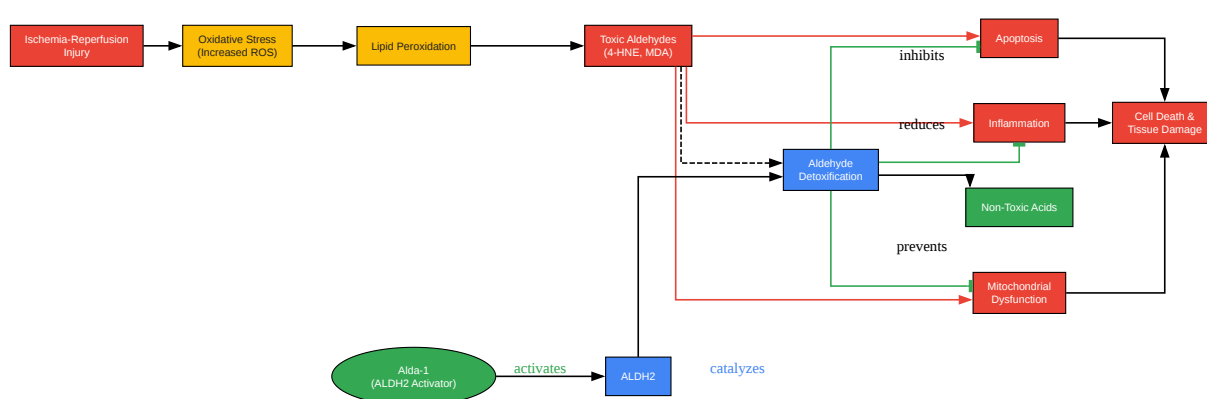 Ischemia-Reperfusion
Injury
Oxidative Stress
(Increased ROS)
Lipid Peroxidation
Toxic Aldehydes
(4-HNE, MDA)
inhibits
Apoptosis
reduces
Inflammation
Cell Death &
Tissue Damage
Aldehyde
Detoxification
Non-Toxic Acids
prevents
Mitochondrial
Dysfunction
Alda-1
(ALDH2 Activator)
activates
ALDH2
catalyzes